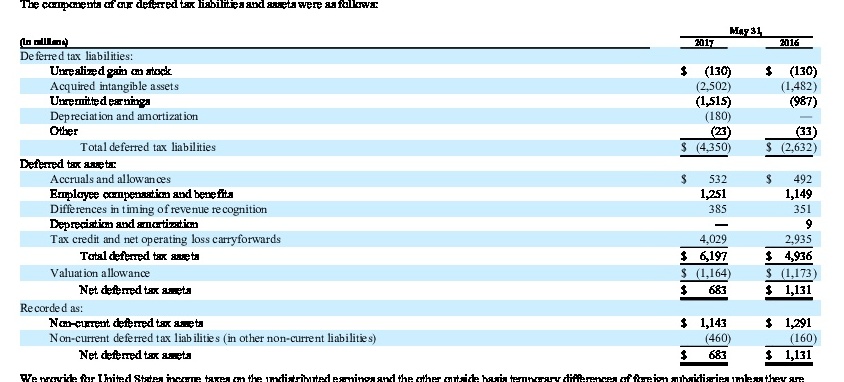 The components of our deferred tax liabilities and assets were as follows:
May 31,
(In millions) 2017 2016
Deferred tax liabilities:
Unrealized gain on stock $ (130) $ (130)
Acquired intangible assets (2,502) (1,482)
Unremitted earnings (1,515) (987)
Depreciation and amortization (180) —
Other (23) (33)
Total deferred tax liabilities $ (4,350) $ (2,632)
Deferred tax assets:
Accruals and allowances $ 532 $ 492
Employee compensation and benefits 1,251 1,149
Differences in timing of revenue recognition 385 351
Depreciation and amortization — 9
Tax credit and net operating loss carryforwards 4,029 2,935
Total deferred tax assets $ 6,197 $ 4,936
Valuation allowance $ (1,164) $ (1,173)
Net deferred tax assets $ 683 $ 1,131
Recorded as:
Non-current deferred tax assets $ 1,143 $ 1,291
Non-current deferred tax liabilities (in other non-current liabilities) (460) (160)
Net deferred tax assets $ 683 $ 1,131
We provide for United States income taxes on the undistributed earnings and the other outside basis temporary differences of foreign subsidiaries unless they are